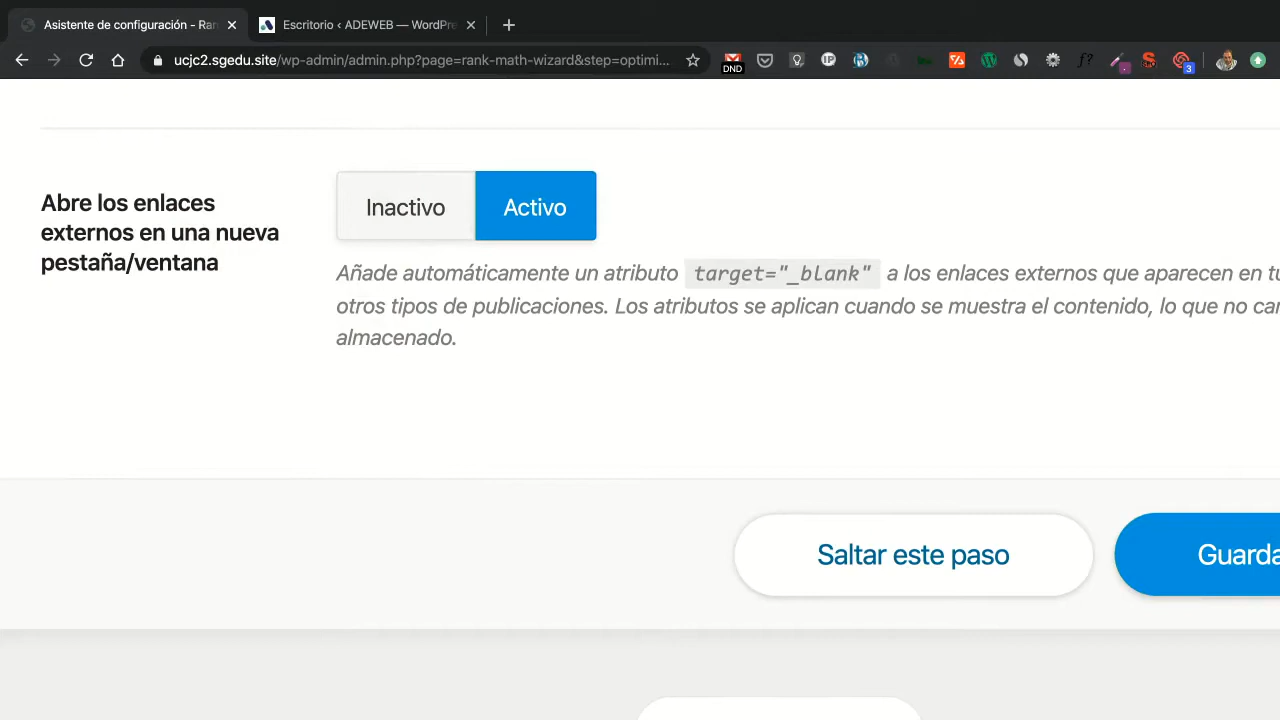 Asistente de configuración - Ran
Escritorio ‹ ADEWEB — WordPre
ucjc2.sgedu.site/wp-admin/admin.php?page=rank-math-wizard&step=optimi...
DND
IP
f?
3
Abre los enlaces
externos en una nueva
pestaña/ventana
Inactivo
Activo
Añade automáticamente un atributo target="_blank" a los enlaces externos que aparecen en tu
otros tipos de publicaciones. Los atributos se aplican cuando se muestra el contenido, lo que no cam
almacenado.
Saltar este paso
Guarda